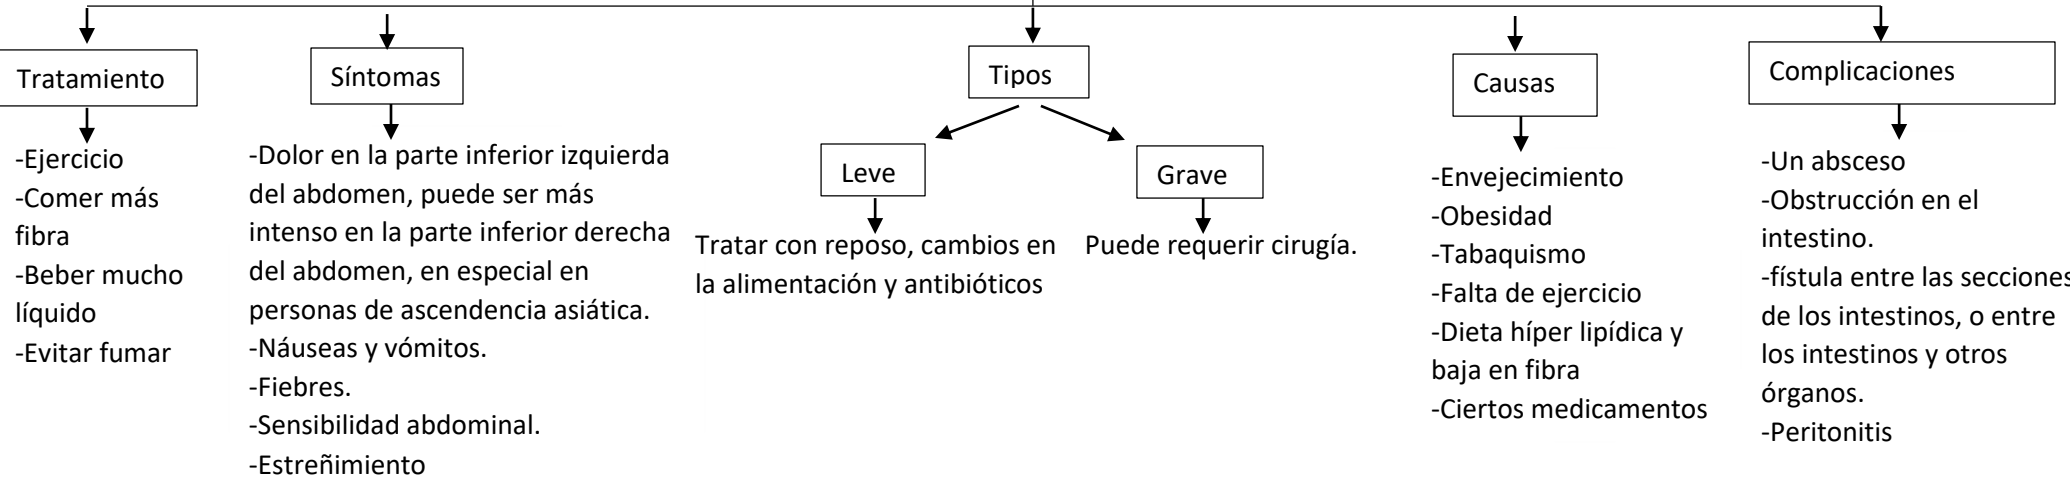 Tratamiento
-Ejercicio
-Comer más
fibra
-Beber mucho
líquido
-Evitar fumar
Síntomas
-Dolor en la parte inferior izquierda
del abdomen, puede ser más
intenso en la parte inferior derecha
del abdomen, en especial en
personas de ascendencia asiática.
-Náuseas y vómitos.
-Fiebres.
-Sensibilidad abdominal.
-Estreñimiento
Tipos
Leve
Tratar con reposo, cambios en
la alimentación y antibióticos
Grave
Puede requerir cirugía.
Causas
-Envejecimiento
-Obesidad
-Tabaquismo
-Falta de ejercicio
-Dieta híper lipídica y
baja en fibra
-Ciertos medicamentos
Complicaciones
-Un absceso
-Obstrucción en el
intestino.
-fístula entre las secciones
de los intestinos, o entre
los intestinos y otros
órganos.
-Peritonitis